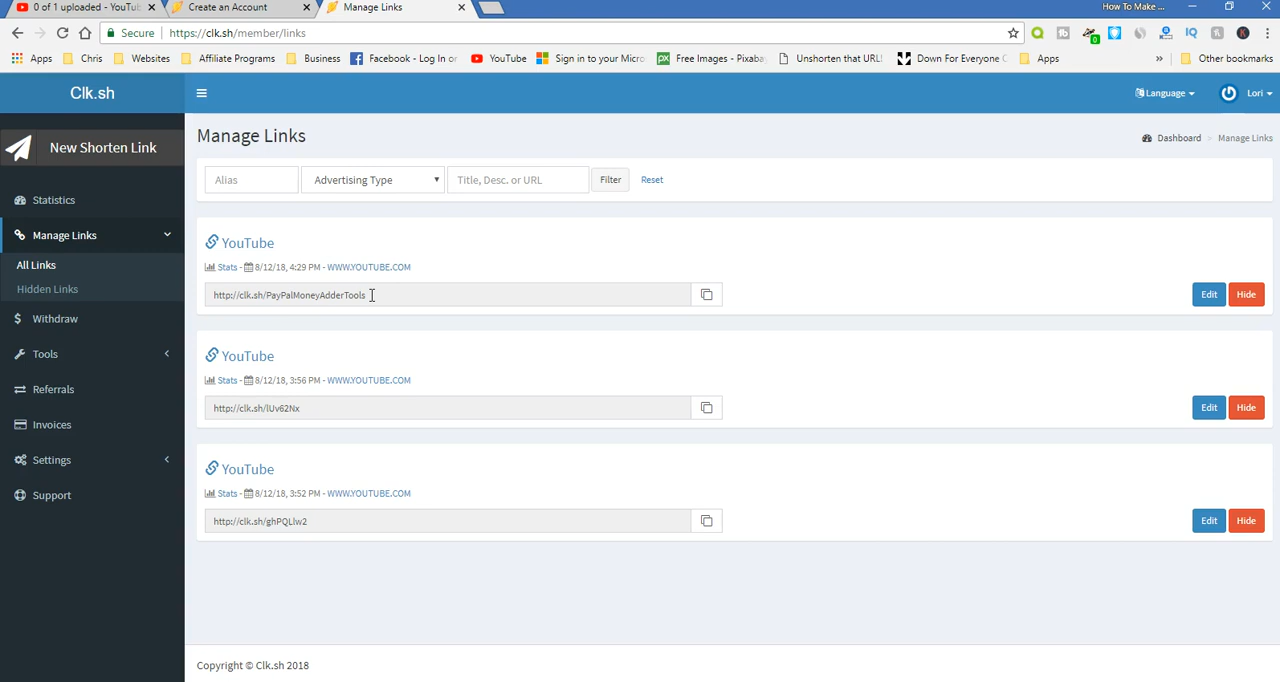 0 of 1 uploaded - YouTu
Create an Account
Manage Links
How To Make ...
Secure
https://clk.sh/member/links
Apps
Chris
Websites
Affiliate Programs
Business
Facebook - Log In or
YouTube
Sign in to your Micro
Free Images - Pixaba
Unshorten that URL!
Down For Everyone O
Apps
»
Other bookmarks
Clk.sh
Language
Lori
New Shorten Link
Manage Links
Dashboard > Manage Links
Alias
Advertising Type
Title, Desc. or URL
Filter
Reset
Statistics
Manage Links
All Links
Hidden Links
Withdraw
Tools
Referrals
Invoices
Settings
Support
YouTube
Stats - 8/12/18, 4:29 PM - WWW.YOUTUBE.COM
http://clk.sh/PayPalMoneyAdderTools
Edit
Hide
YouTube
Stats - 8/12/18, 3:56 PM - WWW.YOUTUBE.COM
http://clk.sh/lUv62Nx
Edit
Hide
YouTube
Stats - 8/12/18, 3:52 PM - WWW.YOUTUBE.COM
http://clk.sh/ghPQLlw2
Edit
Hide
Copyright © Clk.sh 2018